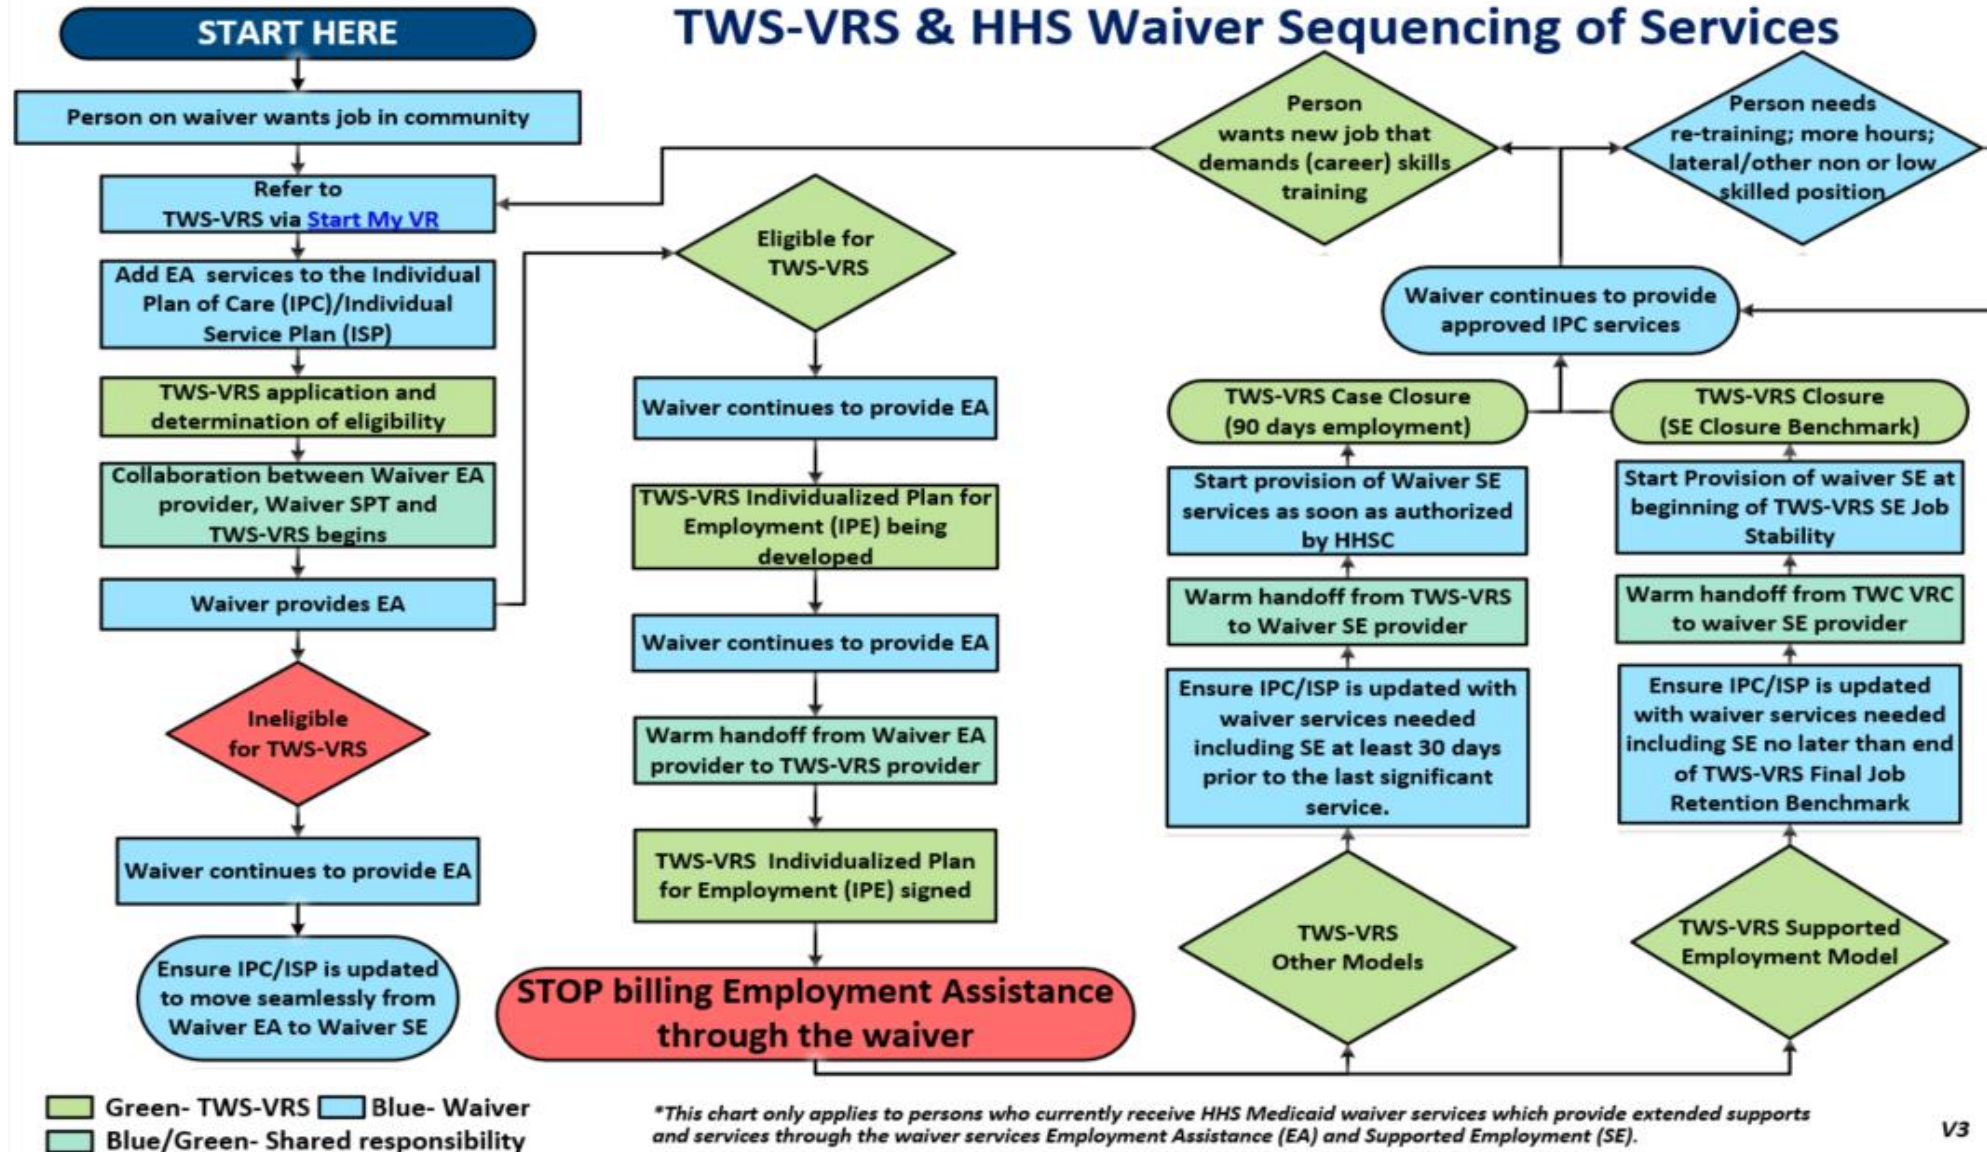 TWS-VRS & HHS Waiver Sequencing of Services
START HERE
Person on waiver wants job in community
Refer to
TWS-VRS via Start My VR
Add EA services to the Individual
Plan of Care (IPC)/Individual
Service Plan (ISP)
TWS-VRS application and
determination of eligibility
Collaboration between Waiver EA
provider, Waiver SPT and
TWS-VRS begins
Waiver provides EA
Ineligible
for TWS-VRS
Waiver continues to provide EA
Ensure IPC/ISP is updated
to move seamlessly from
Waiver EA to Waiver SE
Eligible for
TWS-VRS
Waiver continues to provide EA
TWS-VRS Individualized Plan for
Employment (IPE) being
developed
Waiver continues to provide EA
Warm handoff from Waiver EA
provider to TWS-VRS provider
TWS-VRS Individualized Plan
for Employment (IPE) signed
STOP billing Employment Assistance
through the waiver
TWS-VRS
Other Models
Ensure IPC/ISP is updated with
waiver services needed
including SE at least 30 days
prior to the last significant
service.
Warm handoff from TWS-VRS
to Waiver SE provider
Start provision of Waiver SE
services as soon as authorized
by HHSC
TWS-VRS Case Closure
(90 days employment)
TWS-VRS Supported
Employment Model
Ensure IPC/ISP is updated
with waiver services needed
including SE no later than end
of TWS-VRS Final Job
Retention Benchmark
Warm handoff from TWC VRC
to waiver SE provider
Start Provision of waiver SE at
beginning of TWS-VRS SE Job
Stability
TWS-VRS Closure
(SE Closure Benchmark)
Waiver continues to provide
approved IPC services
Person
wants new job that
demands (career) skills
training
Person needs
re-training; more hours;
lateral/other non or low
skilled position
Green- TWS-VRS
Blue- Waiver
Blue/Green- Shared responsibility
*This chart only applies to persons who currently receive HHS Medicaid waiver services which provide extended supports
and services through the waiver services Employment Assistance (EA) and Supported Employment (SE).
V3